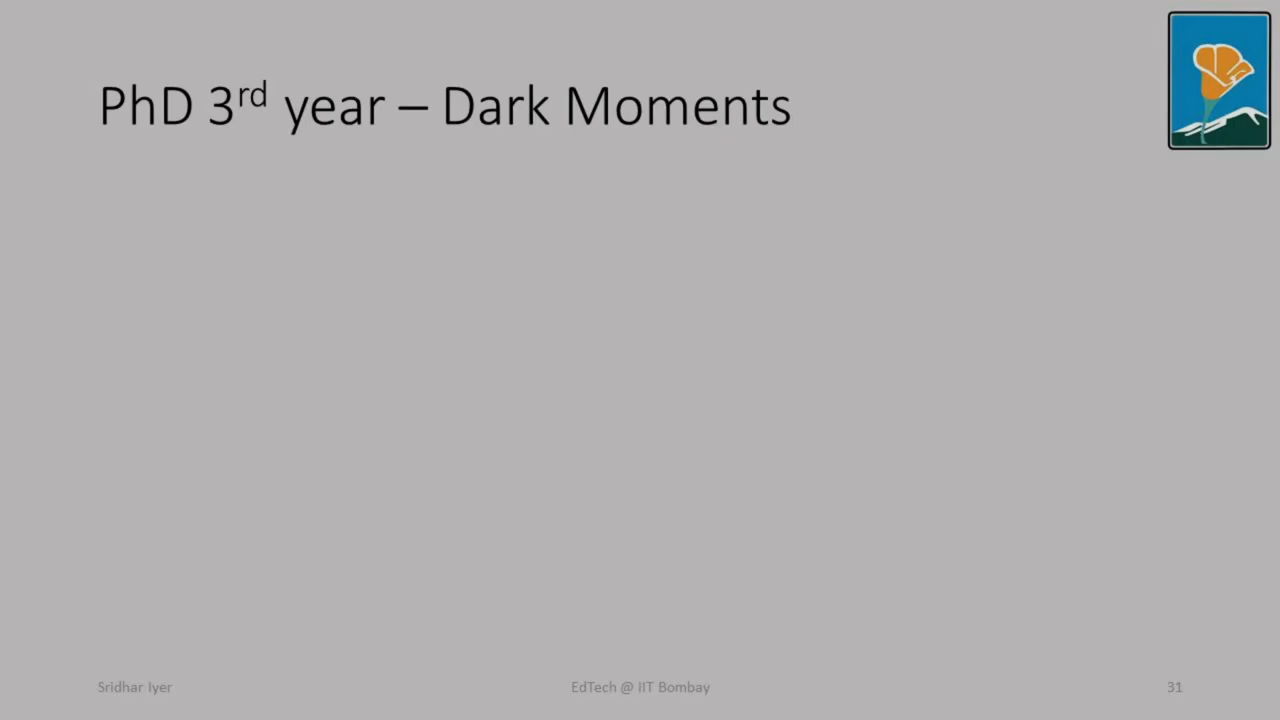 PhD 3rd year – Dark Moments
Sridhar Iyer
EdTech @ IIT Bombay
31